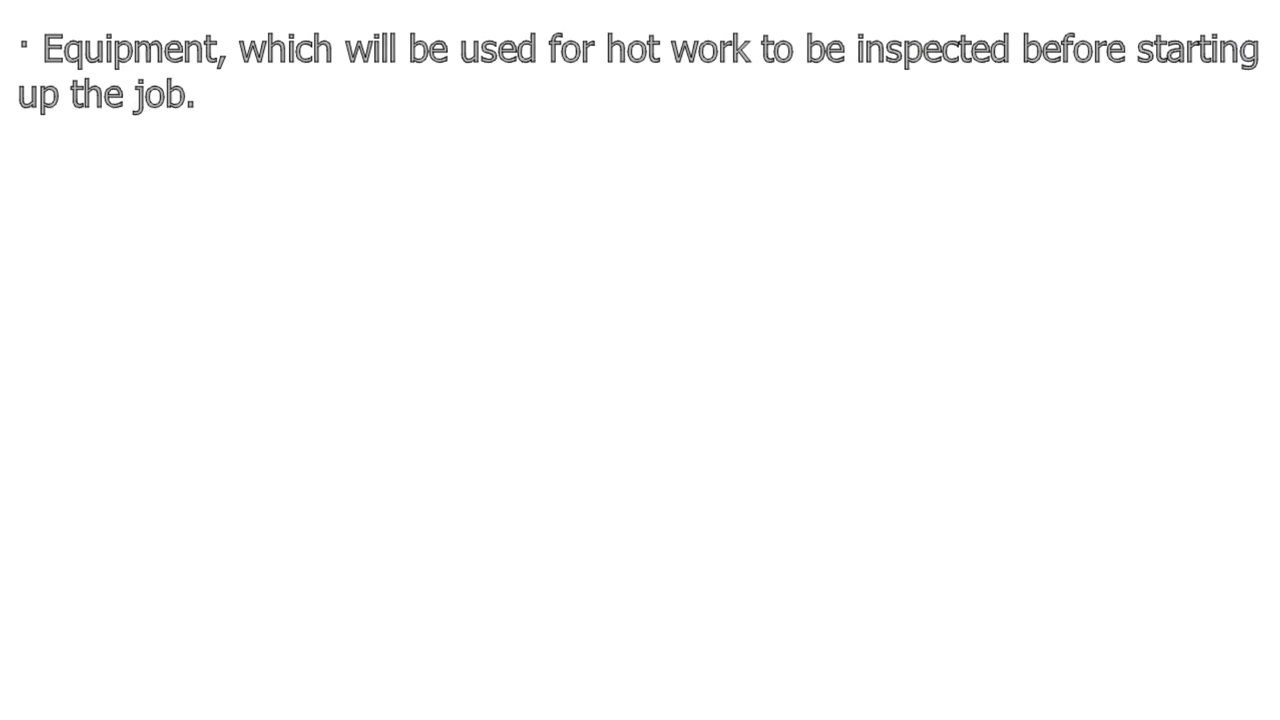 · Equipment, which will be used for hot work to be inspected before starting
up the job.